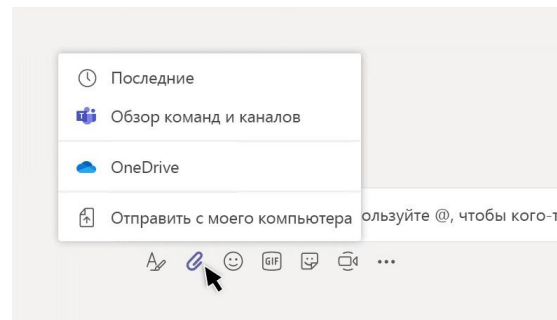 Последние
Обзор команд и каналов
OneDrive
Отправить с моего компьютера
ользуйте @, чтобы кого-т
GIF